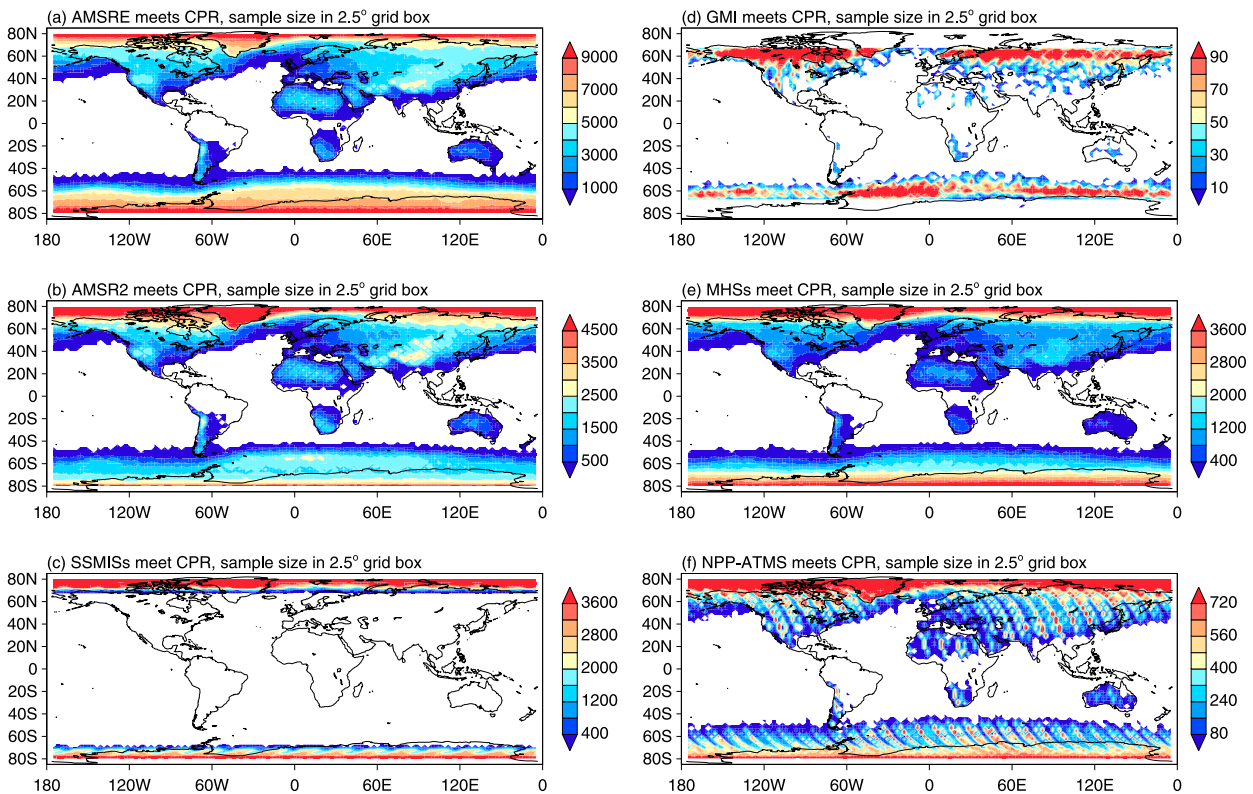 (a) AMSRE meets CPR, sample size in 2.5° grid box
80N
60N
40N
20N
0
20S
40S
60S
80S
180 120W 60W 0 60E 120E 0
9000
7000
5000
3000
1000
(d) GMI meets CPR, sample size in 2.5° grid box
80N
60N
40N
20N
0
20S
40S
60S
80S
180 120W 60W 0 60E 120E 0
90
70
50
30
10
(b) AMSR2 meets CPR, sample size in 2.5° grid box
80N
60N
40N
20N
0
20S
40S
60S
80S
180 120W 60W 0 60E 120E 0
4500
3500
2500
1500
500
(e) MHSs meet CPR, sample size in 2.5° grid box
80N
60N
40N
20N
0
20S
40S
60S
80S
180 120W 60W 0 60E 120E 0
3600
2800
2000
1200
400
(c) SSMISs meet CPR, sample size in 2.5° grid box
80N
60N
40N
20N
0
20S
40S
60S
80S
180 120W 60W 0 60E 120E 0
3600
2800
2000
1200
400
(f) NPP-ATMS meets CPR, sample size in 2.5° grid box
80N
60N
40N
20N
0
20S
40S
60S
80S
180 120W 60W 0 60E 120E 0
720
560
400
240
80